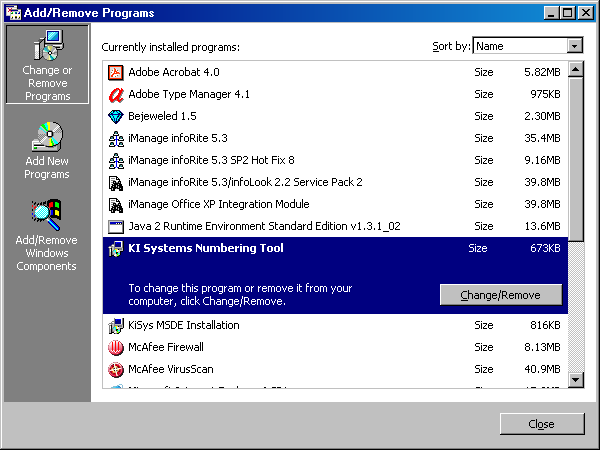 Add/Remove Programs
Change or
Remove
Programs
Add New
Programs
Add/Remove
Windows
Components
Currently installed programs:
Sort by: Name
Adobe Acrobat 4.0 Size 5.82MB
Adobe Type Manager 4.1 Size 975KB
Bejeweled 1.5 Size 2.30MB
iManage infoRite 5.3 Size 35.4MB
iManage infoRite 5.3 SP2 Hot Fix 8 Size 9.16MB
iManage infoRite 5.3/infoLook 2.2 Service Pack 2 Size 39.8MB
iManage Office XP Integration Module Size 39.8MB
Java 2 Runtime Environment Standard Edition v1.3.1_02 Size 13.6MB
KI Systems Numbering Tool Size 673KB
To change this program or remove it from your
computer, click Change/Remove.
Change/Remove
KiSys MSDE Installation Size 816KB
McAfee Firewall Size 8.13MB
McAfee VirusScan Size 40.9MB
Close